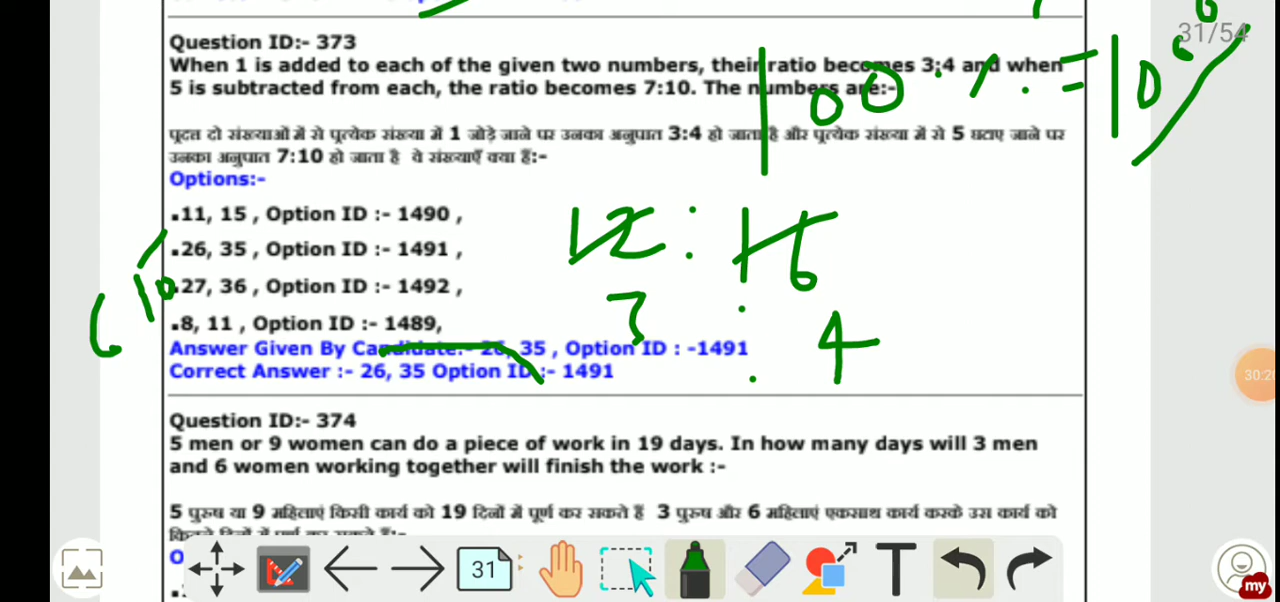 31/54
Question ID:- 373
When 1 is added to each of the given two numbers, their ratio becomes 3:4 and when
5 is subtracted from each, the ratio becomes 7:10. The numbers are:-
100% = 10
प्रदत्त दो संख्याओं में से प्रत्येक संख्या में 1 जोड़े जाने पर उनका अनुपात 3:4 हो जाता है और प्रत्येक संख्या में से 5 घटाए जाने पर
उनका अनुपात 7:10 हो जाता है वे संख्याएँ क्या हैं:-
Options:-
.11, 15 , Option ID :- 1490 ,
12 : 16
.26, 35 , Option ID :- 1491 ,
.27, 36 , Option ID :- 1492 ,
10
6
3 : 4
.8, 11 , Option ID :- 1489,
Answer Given By Candidate:- 26, 35 , Option ID : -1491
Correct Answer :- 26, 35 Option ID :- 1491
30:26
Question ID:- 374
5 men or 9 women can do a piece of work in 19 days. In how many days will 3 men
and 6 women working together will finish the work :-
5 पुरुष या 9 महिलाएं किसी कार्य को 19 दिनों में पूर्ण कर सकते हैं 3 पुरुष और 6 महिलाएं एकसाथ कार्य करके उस कार्य को
31
T
my